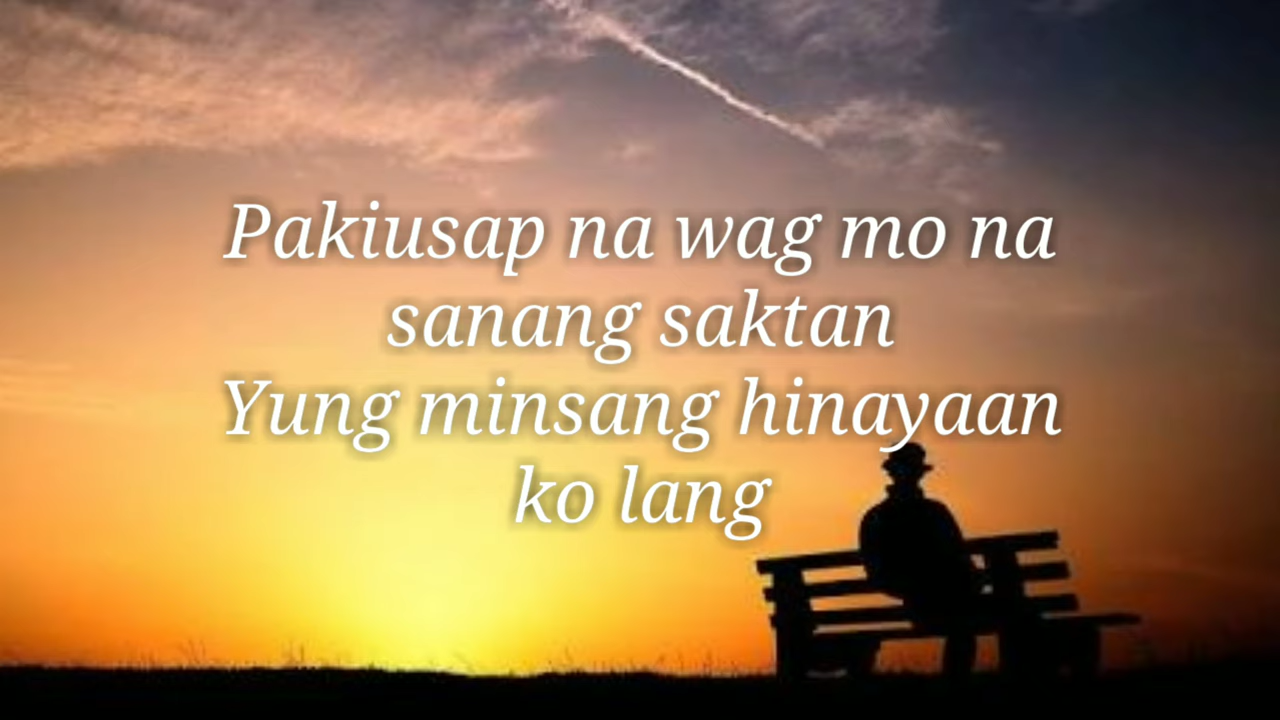 Pakiusap na wag mo na
sanang saktan
Yung minsang hinayaan
ko lang